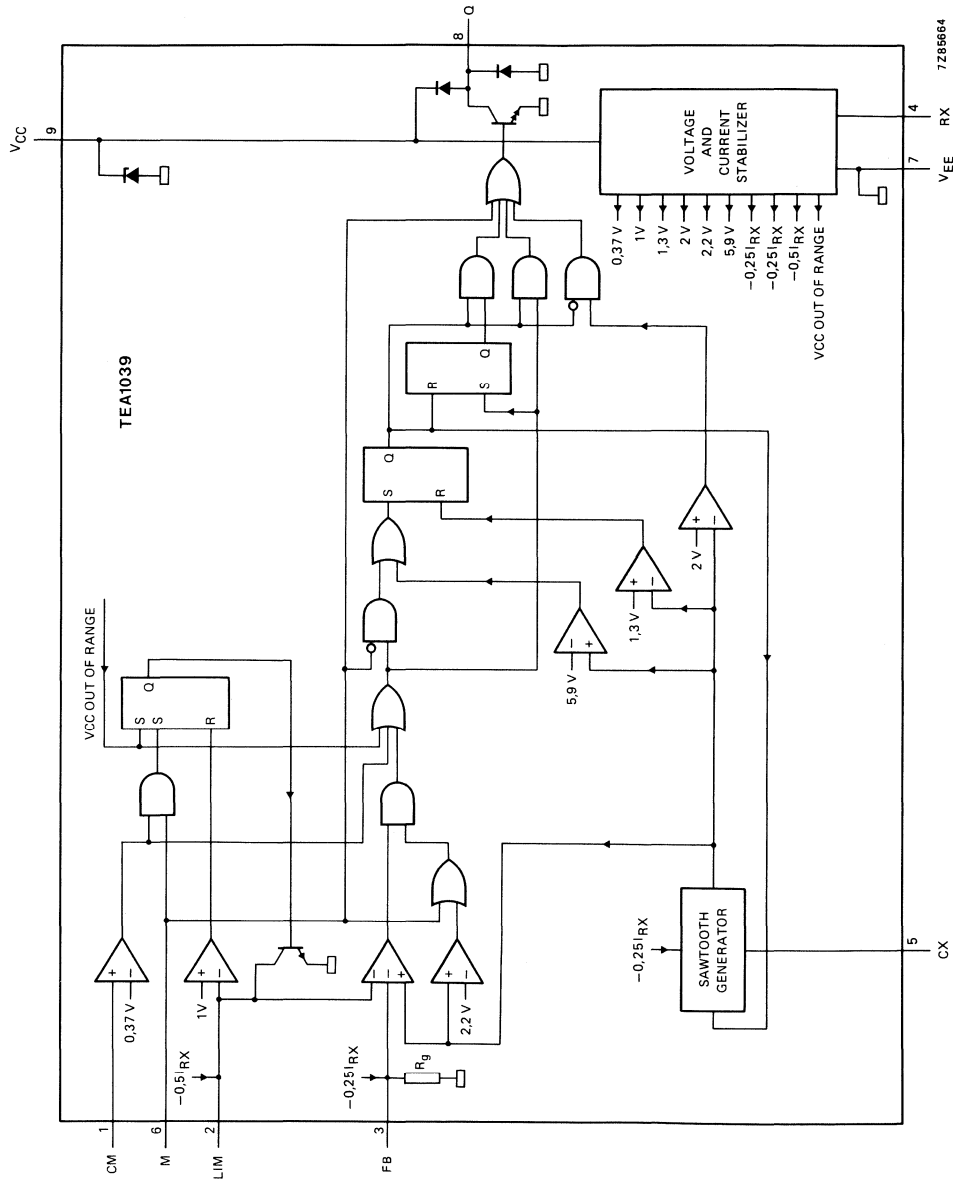 TEA1039
7Z85664
VCC
9
8
Q
VOLTAGE
AND
CURRENT
STABILIZER
4
RX
7
VEE
0,37 V
1V
1,3 V
2 V
2,2 V
5,9 V
−0,25IRX
−0,25IRX
−0,5IRX
VCC OUT OF RANGE
VCC OUT OF RANGE
S
S
R
Q
S
R
Q
R
S
Q
+
−
2 V
+
−
1,3 V
−
+
5,9 V
+
−
0,37 V
+
−
1V
−0,5IRX
−
−
+
+
−
2,2 V
−0,25IRX
Rg
−0,25IRX
SAWTOOTH
GENERATOR
5
CX
1
CM
6
M
2
LIM
3
FB